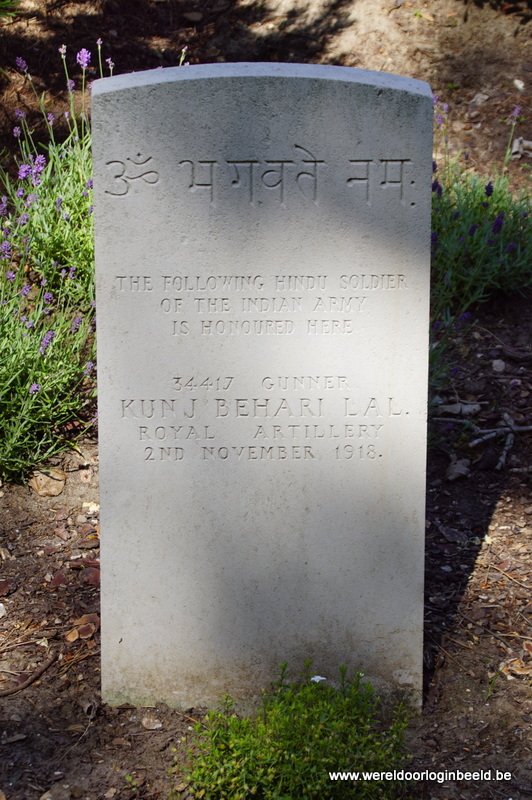 ॐ भगवते नमः
THE FOLLOWING HINDU SOLDIER
OF THE INDIAN ARMY
IS HONOURED HERE
34417 GUNNER
KUNJ BEHARI LAL.
ROYAL ARTILLERY
2ND NOVEMBER 1918.
www.wereldoorloginbeeld.be